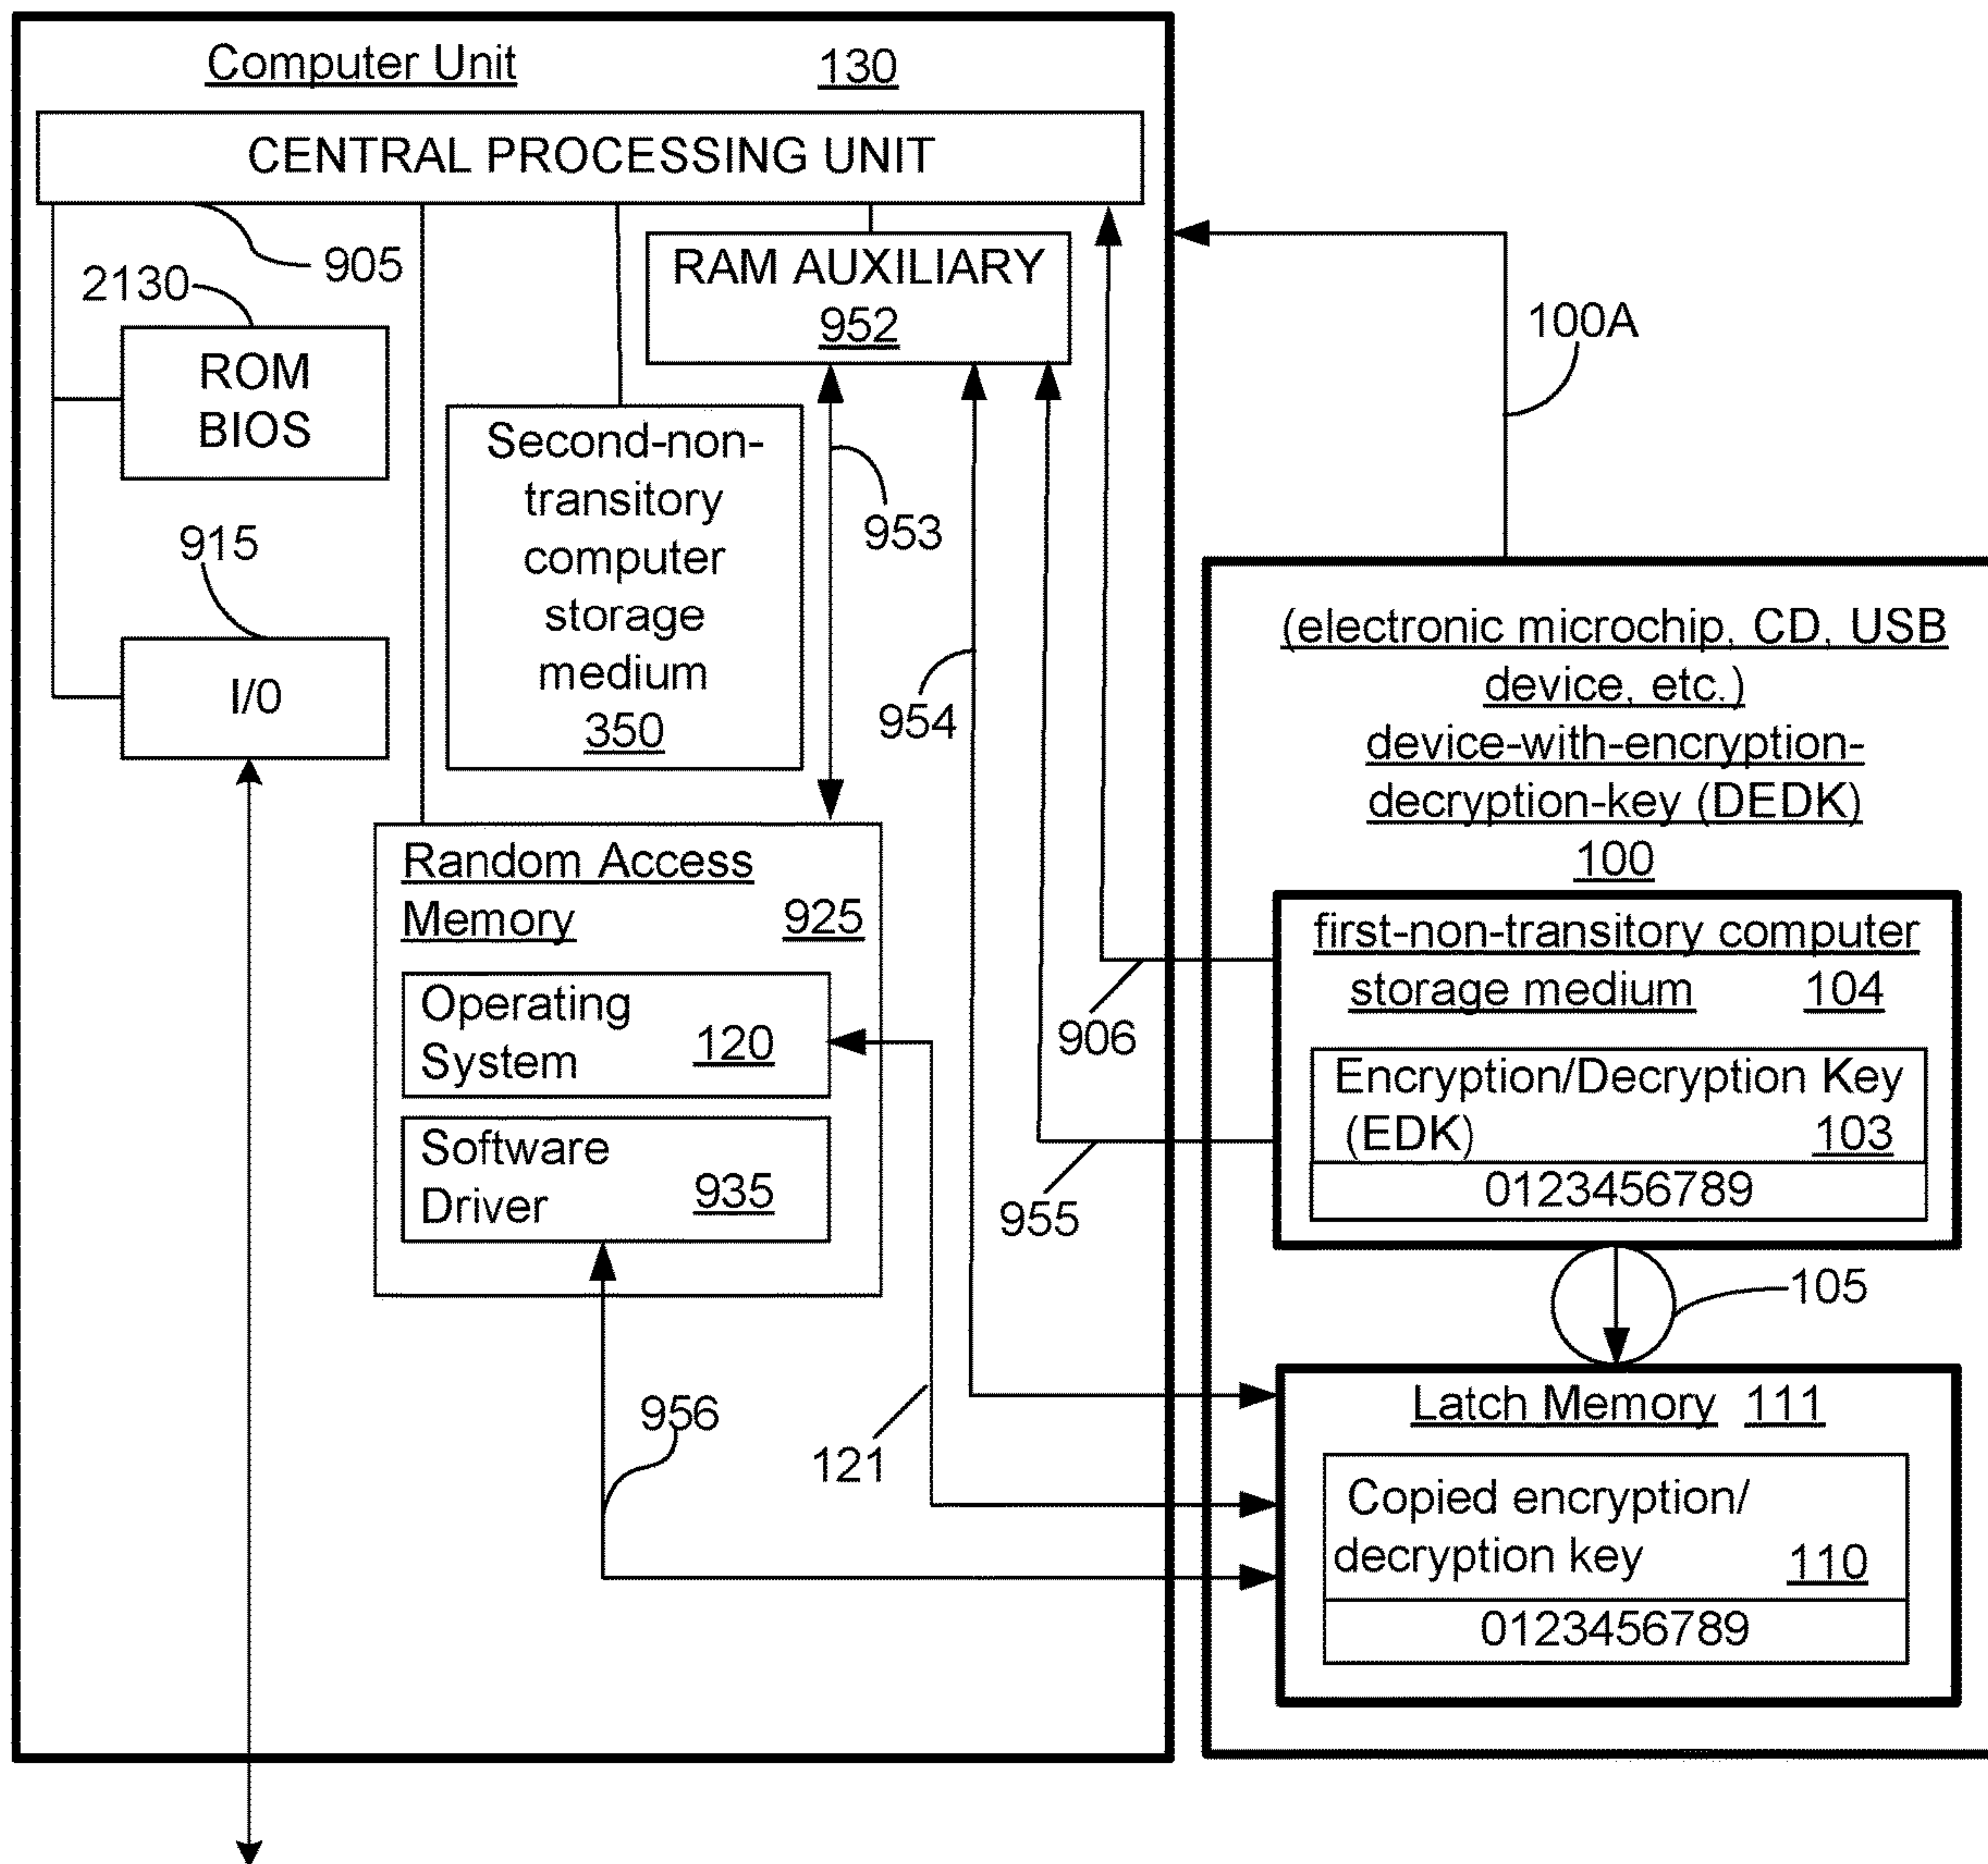 Computer Unit 130
CENTRAL PROCESSING UNIT
905
2130
RAM AUXILIARY
952
100A
ROM
BIOS
Second-non-
transitory
computer
storage
medium
350
953
915
I/0
954
(electronic microchip, CD, USB
device, etc.)
device-with-encryption-
decryption-key (DEDK)
100
Random Access
Memory 925
Operating
System 120
Software
Driver 935
906
955
first-non-transitory computer
storage medium 104
Encryption/Decryption Key
(EDK) 103
0123456789
105
956
121
Latch Memory 111
Copied encryption/
decryption key 110
0123456789